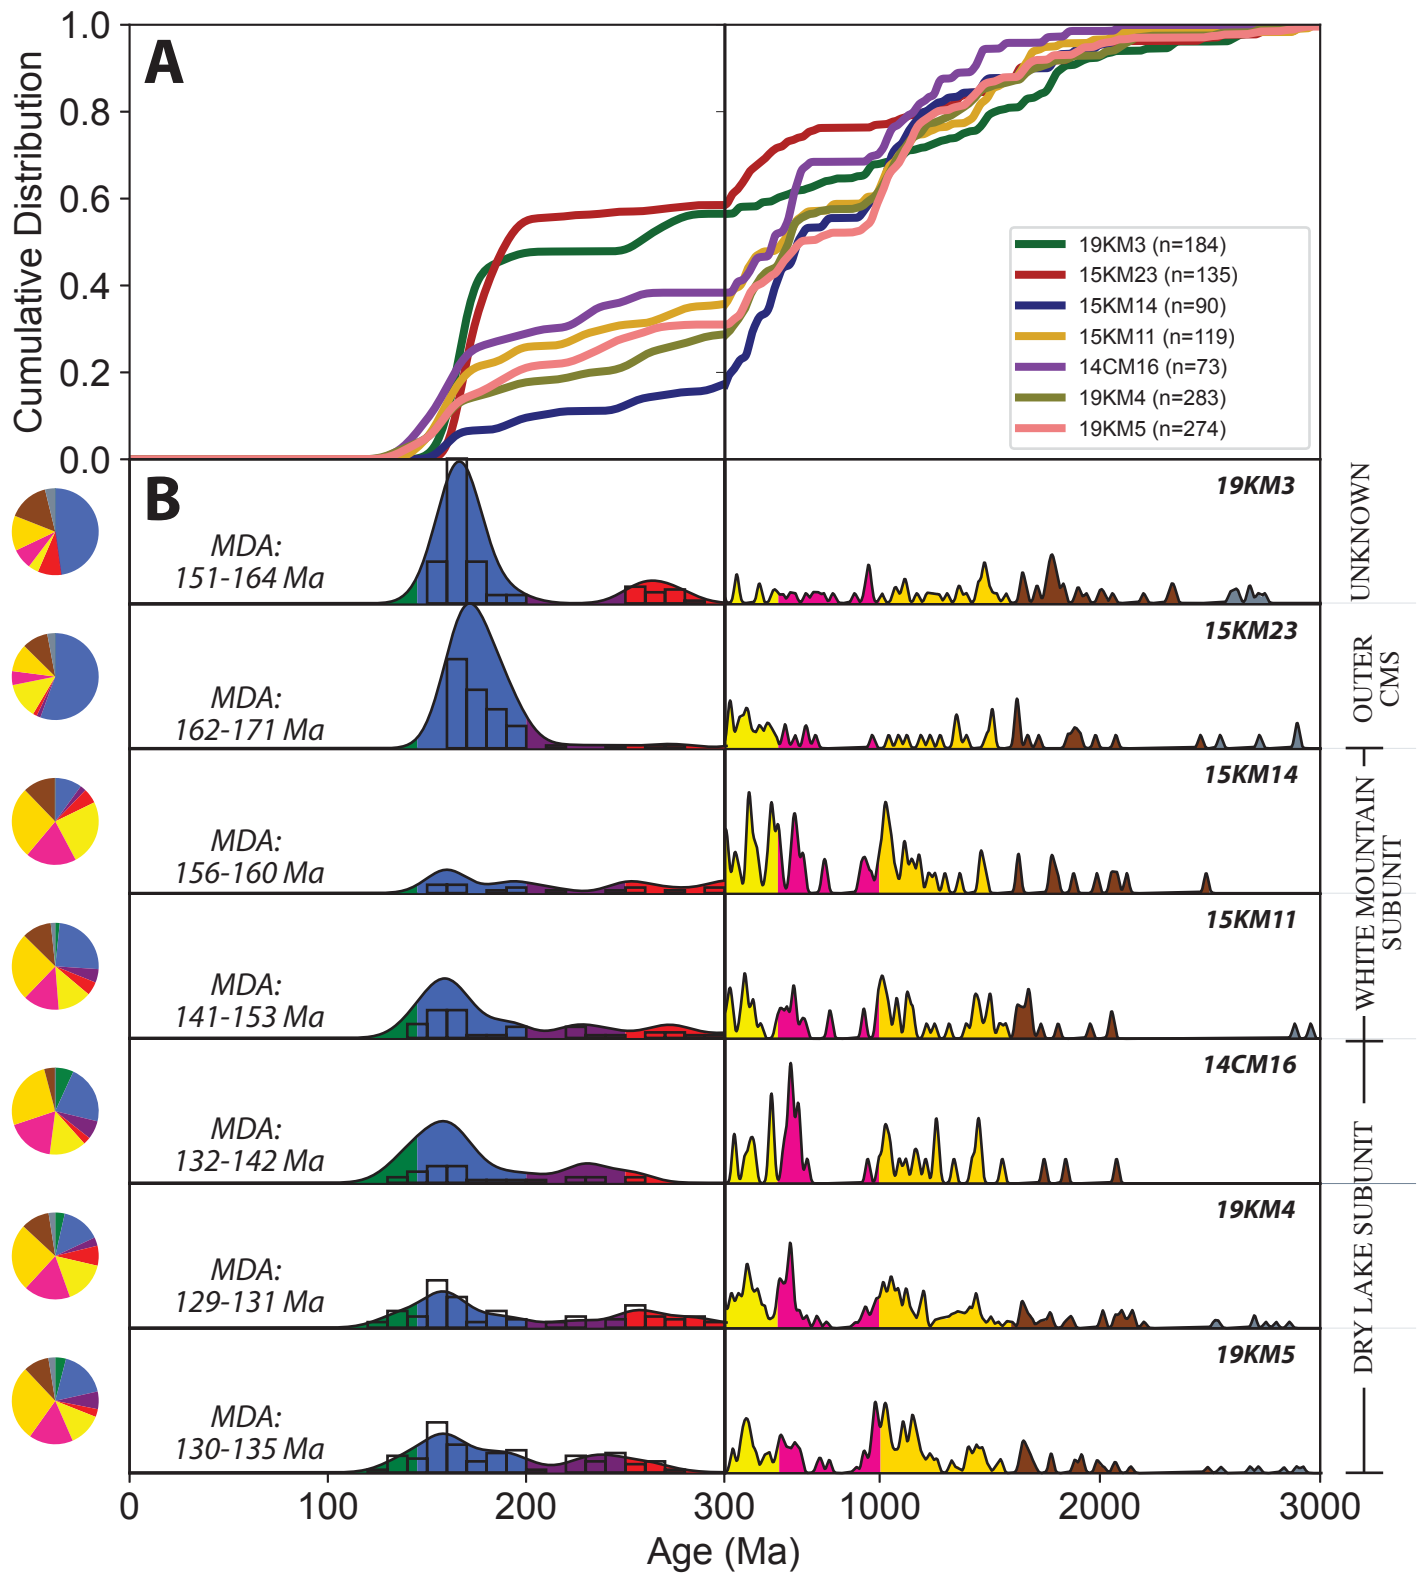 1.0
0.8
0.6
0.4
0.2
0.0
Cumulative Distribution
A
19KM3 (n=184)
15KM23 (n=135)
15KM14 (n=90)
15KM11 (n=119)
14CM16 (n=73)
19KM4 (n=283)
19KM5 (n=274)
B
19KM3
MDA:
151-164 Ma
UNKNOWN
15KM23
MDA:
162-171 Ma
OUTER
CMS
15KM14
MDA:
156-160 Ma
WHITE MOUNTAIN
SUBUNIT
15KM11
MDA:
141-153 Ma
14CM16
MDA:
132-142 Ma
DRY LAKE SUBUNIT
19KM4
MDA:
129-131 Ma
19KM5
MDA:
130-135 Ma
0 100 200 300 1000 2000 3000
Age (Ma)